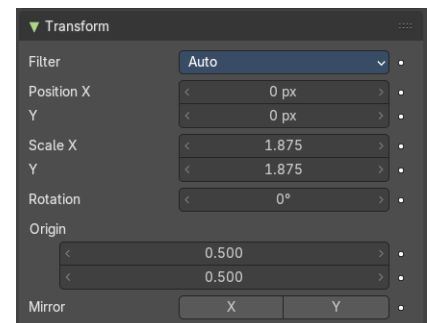 Transform
Filter Auto
Position X 0 px
Y 0 px
Scale X 1.875
Y 1.875
Rotation 0°
Origin
0.500
0.500
Mirror X Y